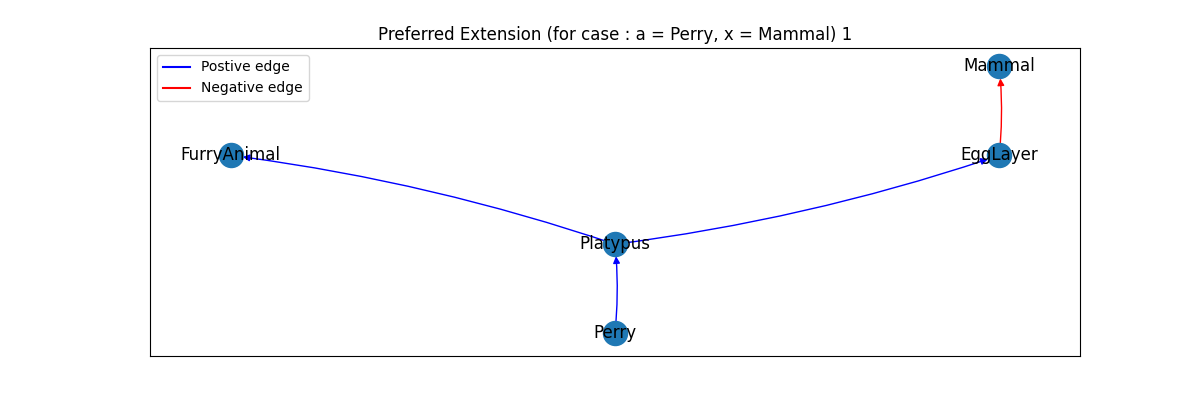 Preferred Extension (for case : a = Perry, x = Mammal) 1
Postive edge
Negative edge
Mammal
FurryAnimal
EggLayer
Platypus
Perry